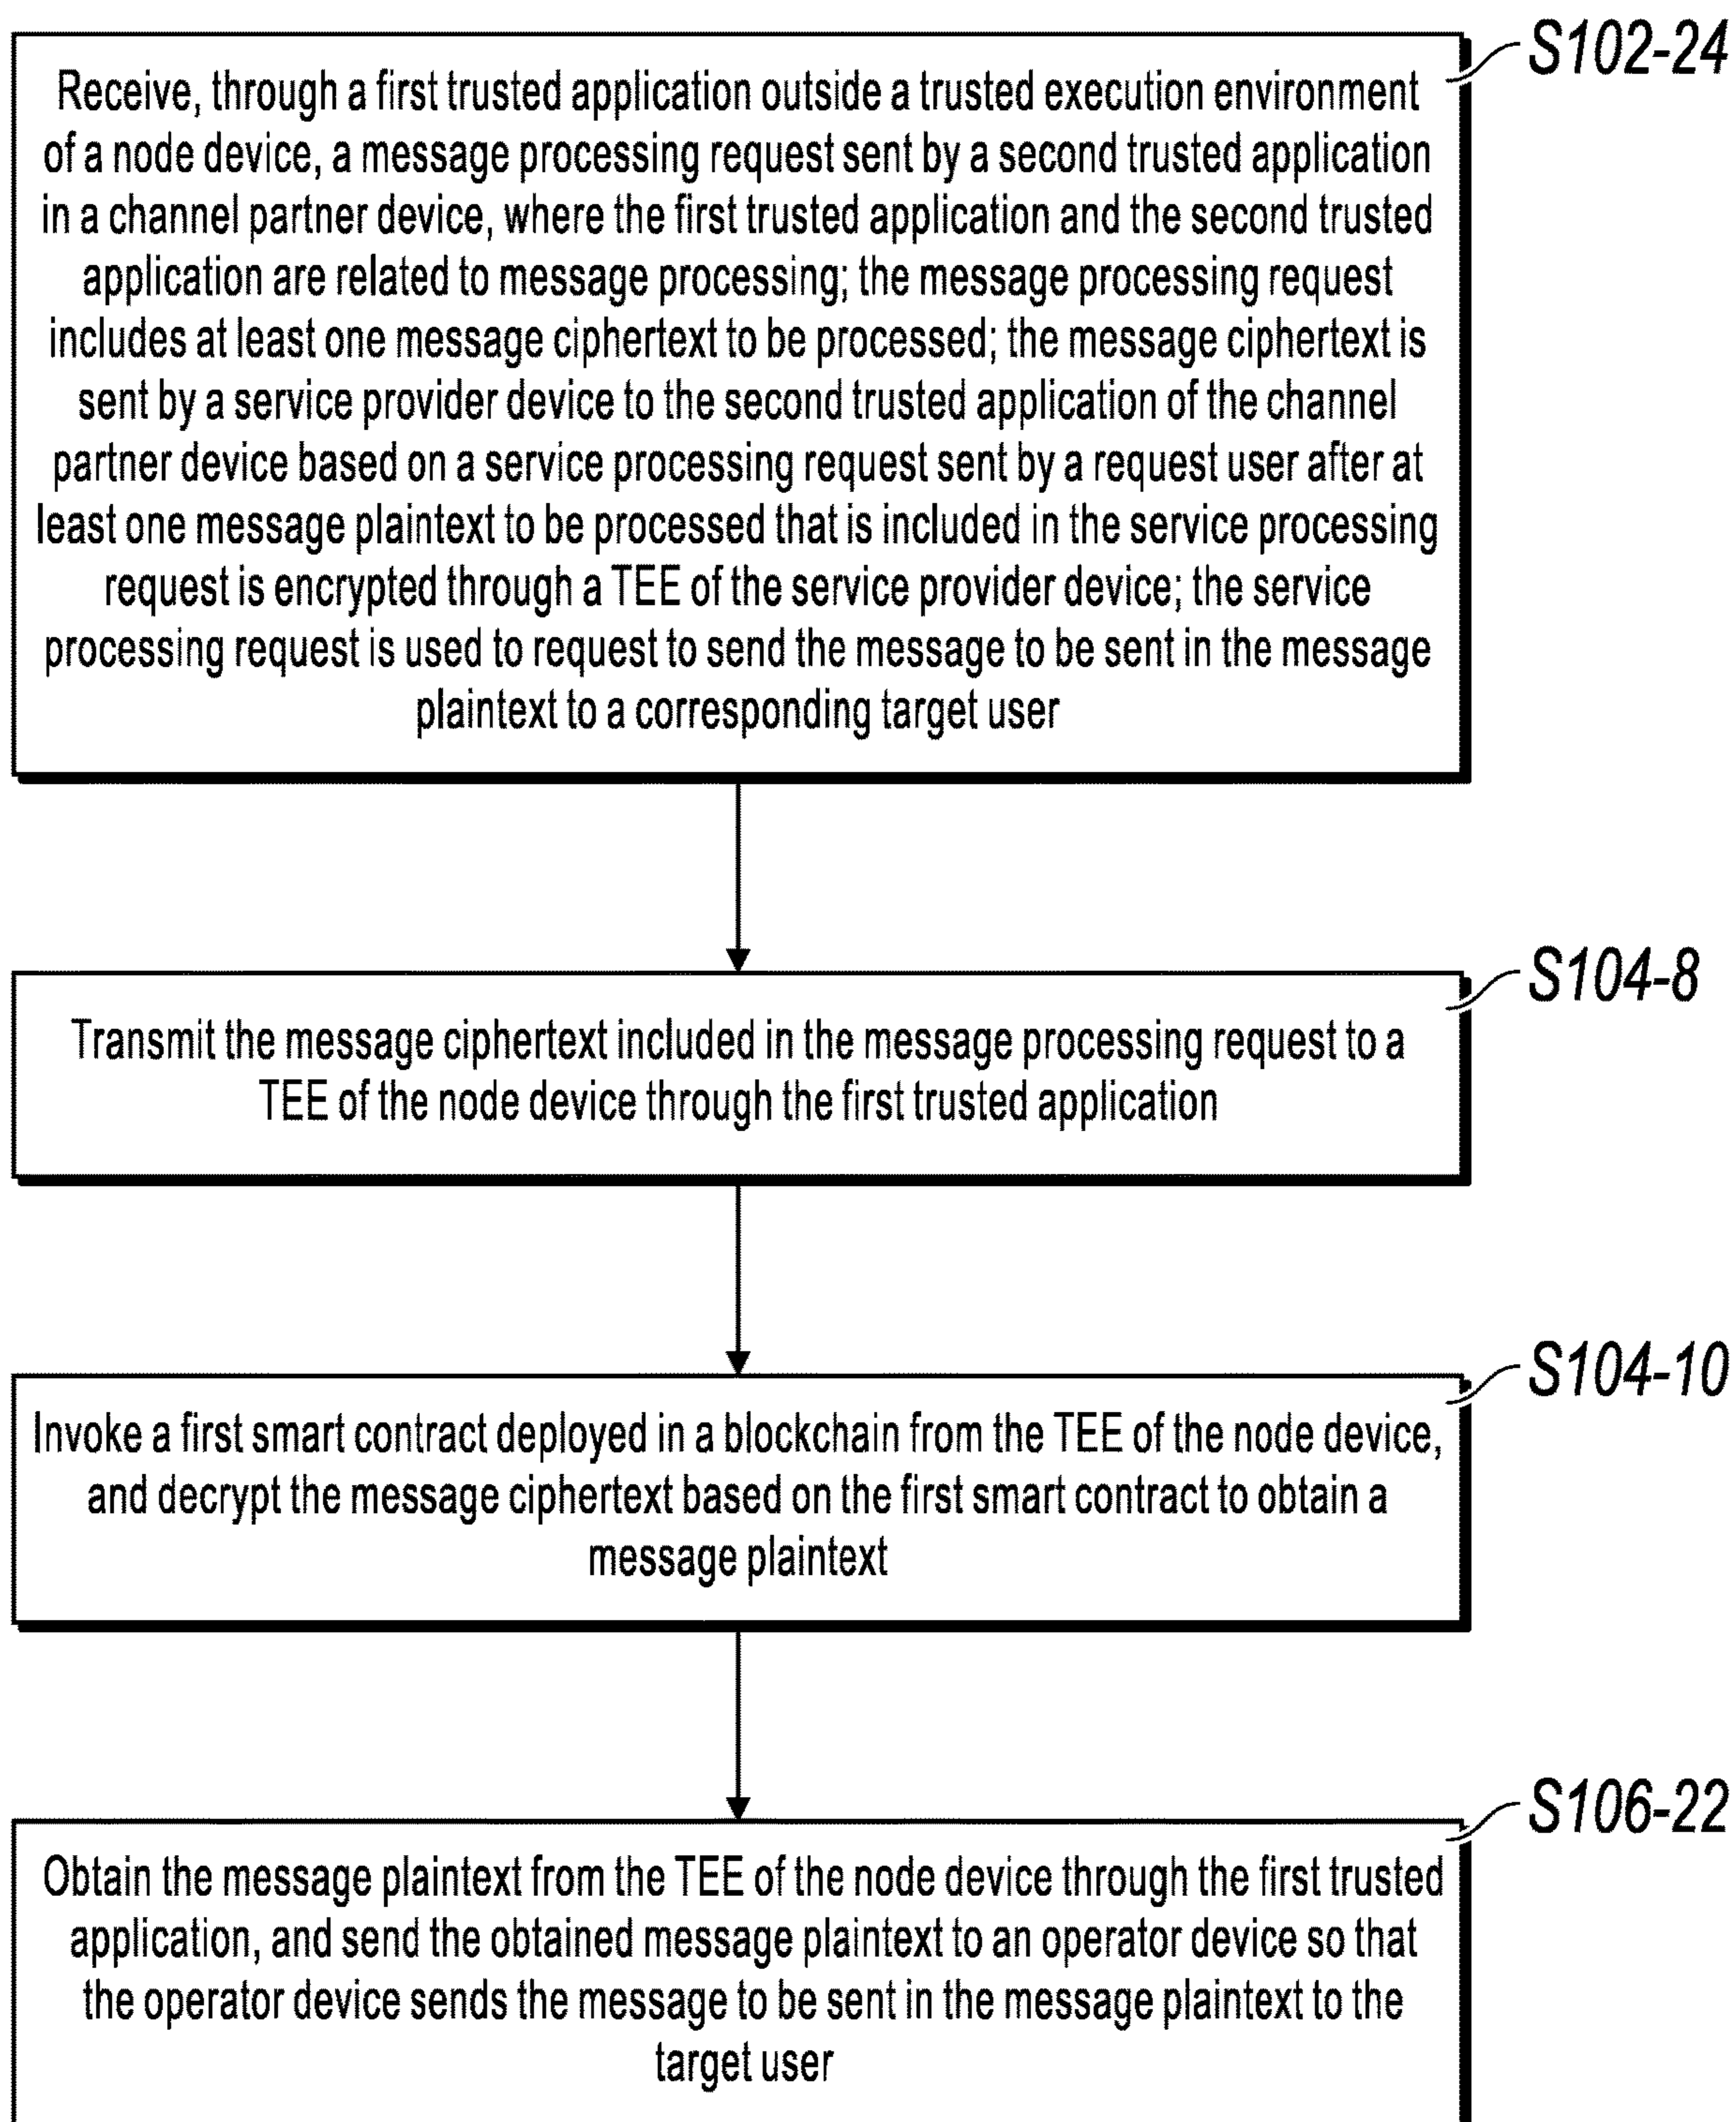 S102-24
Receive, through a first trusted application outside a trusted execution environment
of a node device, a message processing request sent by a second trusted application
in a channel partner device, where the first trusted application and the second trusted
application are related to message processing; the message processing request
includes at least one message ciphertext to be processed; the message ciphertext is
sent by a service provider device to the second trusted application of the channel
partner device based on a service processing request sent by a request user after at
least one message plaintext to be processed that is included in the service processing
request is encrypted through a TEE of the service provider device; the service
processing request is used to request to send the message to be sent in the message
plaintext to a corresponding target user
S104-8
Transmit the message ciphertext included in the message processing request to a
TEE of the node device through the first trusted application
S104-10
Invoke a first smart contract deployed in a blockchain from the TEE of the node device,
and decrypt the message ciphertext based on the first smart contract to obtain a
message plaintext
S106-22
Obtain the message plaintext from the TEE of the node device through the first trusted
application, and send the obtained message plaintext to an operator device so that
the operator device sends the message to be sent in the message plaintext to the
target user